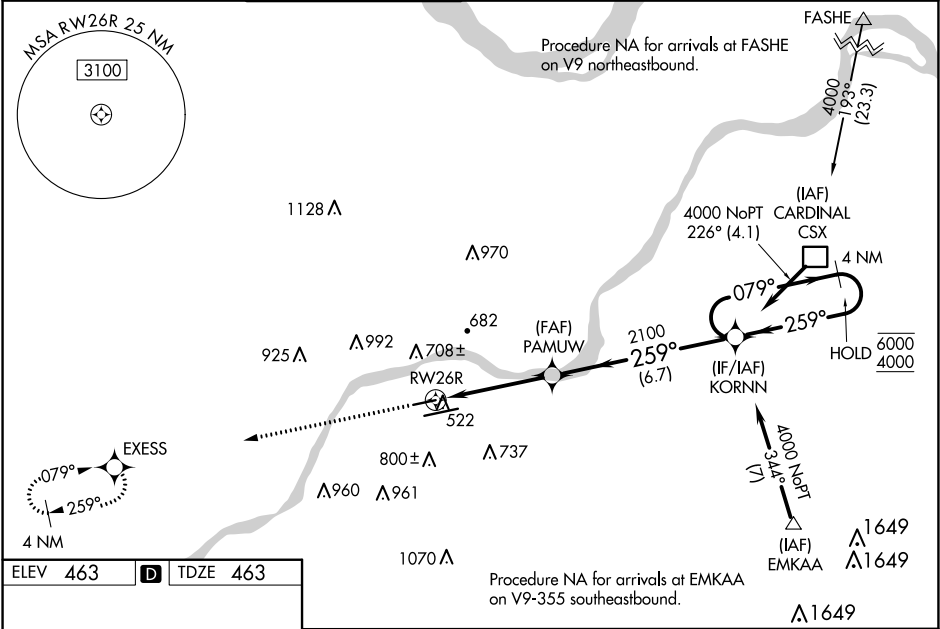 MSA RW26R 25 NM
3100
Procedure NA for arrivals at FASHE
on V9 northeastbound.
FASHE
4000
193°
(23.3)
1128
970
4000 NoPT
226° (4.1)
(IAF)
CARDINAL
CSX
4 NM
079°
259°
HOLD
6000
4000
682
(FAF)
PAMUW
2100
259°
(6.7)
(IF/IAF)
KORNN
925
992
708±
RW26R
522
EXESS
079°
259°
4 NM
800±
737
960
961
4000 NoPT
344°
(7)
1070
(IAF)
EMKAA
1649
1649
1649
ELEV 463 D TDZE 463
Procedure NA for arrivals at EMKAA
on V9-355 southeastbound.